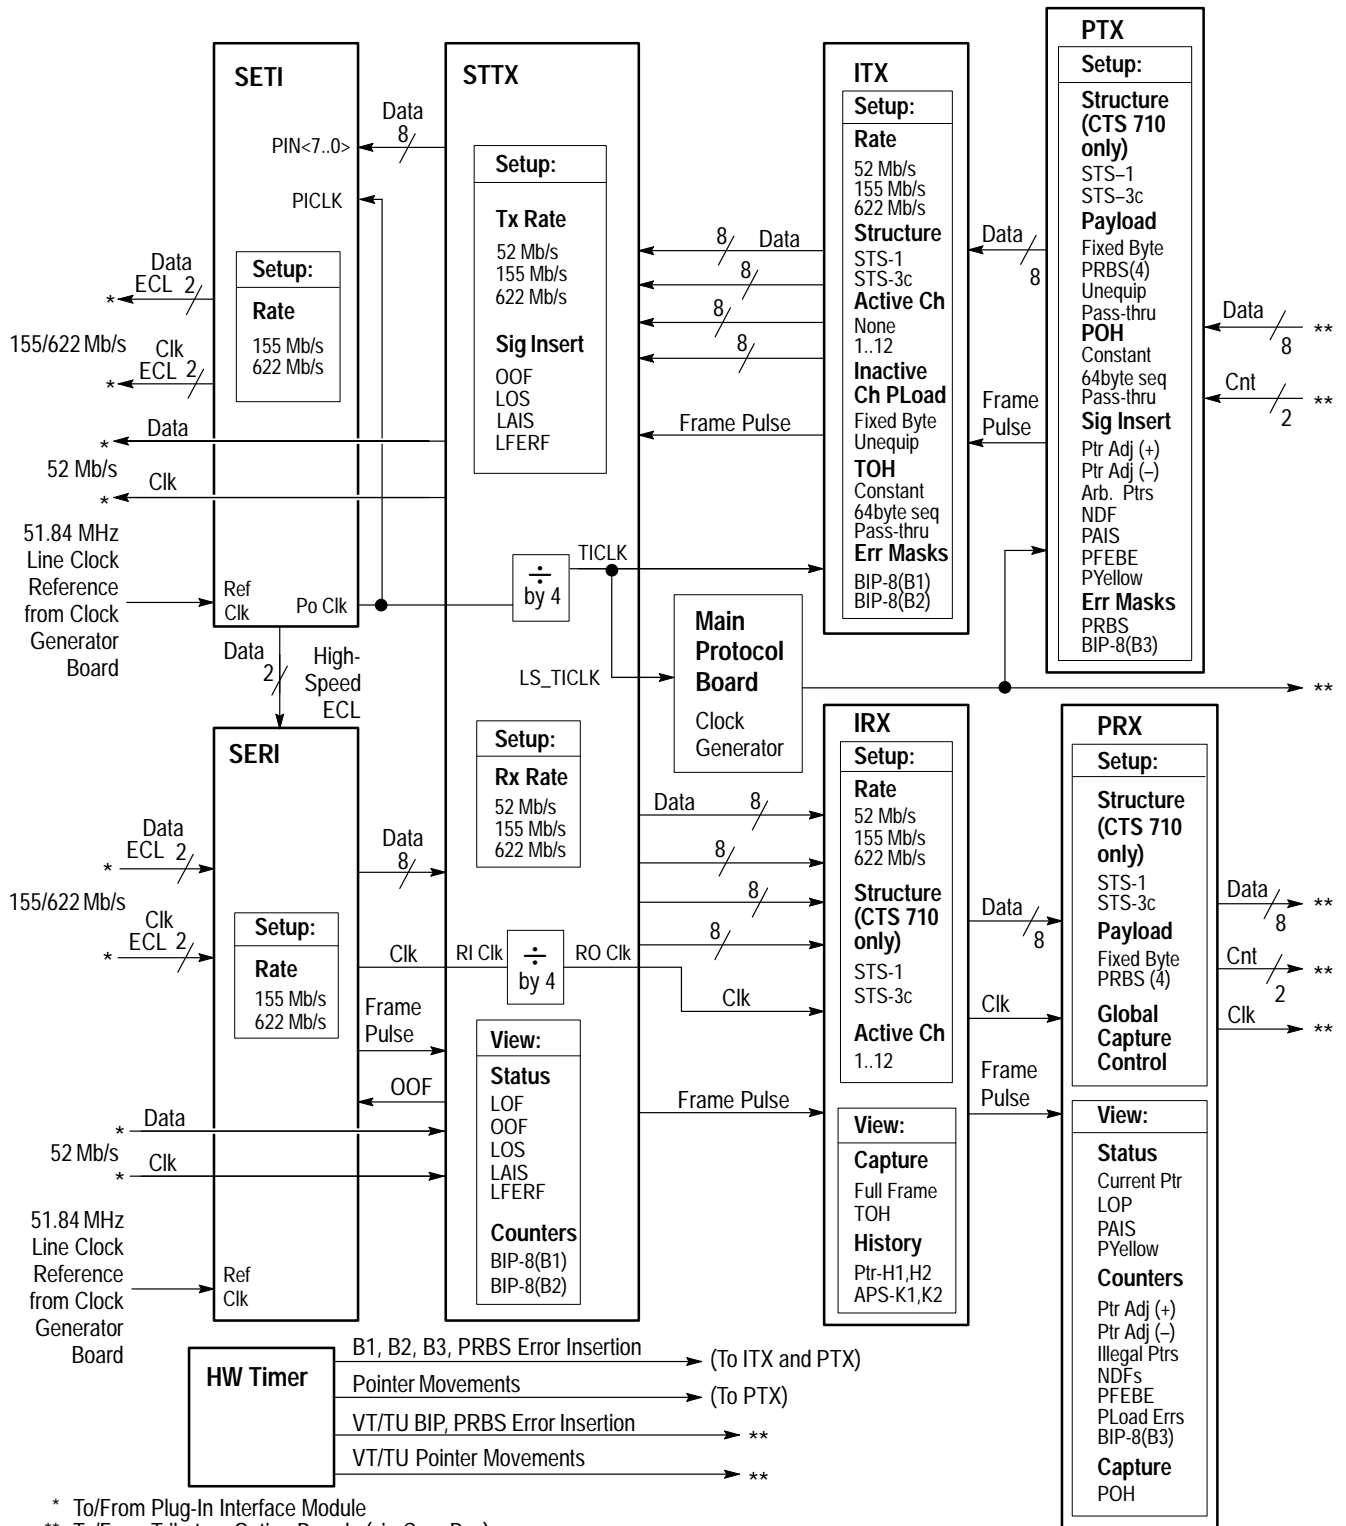 SETI
PIN<7..0>
PICLK
Setup:
Rate
155 Mb/s
622 Mb/s
Ref
Clk
Po Clk
Data
8
Data
ECL 2
*
155/622 Mb/s
Clk
ECL 2
*
Data
*
52 Mb/s
Clk
*
51.84 MHz
Line Clock
Reference
from Clock
Generator
Board
Data
2
High-
Speed
ECL
STTX
Setup:
Tx Rate
52 Mb/s
155 Mb/s
622 Mb/s
Sig Insert
OOF
LOS
LAIS
LFERF
÷
by 4
TICLK
LS_TICLK
8
Data
8
8
8
Frame Pulse
ITX
Setup:
Rate
52 Mb/s
155 Mb/s
622 Mb/s
Structure
STS-1
STS-3c
Active Ch
None
1..12
Inactive
Ch PLoad
Fixed Byte
Unequip
TOH
Constant
64byte seq
Pass-thru
Err Masks
BIP-8(B1)
BIP-8(B2)
Data
8
Frame
Pulse
PTX
Setup:
Structure
(CTS 710
only)
STS–1
STS–3c
Payload
Fixed Byte
PRBS(4)
Unequip
Pass-thru
POH
Constant
64byte seq
Pass-thru
Sig Insert
Ptr Adj (+)
Ptr Adj (–)
Arb. Ptrs
NDF
PAIS
PFEBE
PYellow
Err Masks
PRBS
BIP-8(B3)
Data
8
**
Cnt
2
**
Main
Protocol
Board
Clock
Generator
**
SERI
Setup:
Rate
155 Mb/s
622 Mb/s
Ref
Clk
Data
ECL 2
*
155/622 Mb/s
Clk
ECL 2
*
Data
*
52 Mb/s
Clk
*
51.84 MHz
Line Clock
Reference
from Clock
Generator
Board
Data
8
Clk
Frame
Pulse
OOF
Setup:
Rx Rate
52 Mb/s
155 Mb/s
622 Mb/s
RI Clk
÷
by 4
RO Clk
View:
Status
LOF
OOF
LOS
LAIS
LFERF
Counters
BIP-8(B1)
BIP-8(B2)
Data
8
8
8
8
Clk
Frame Pulse
IRX
Setup:
Rate
52 Mb/s
155 Mb/s
622 Mb/s
Structure
(CTS 710
only)
STS-1
STS-3c
Active Ch
1..12
View:
Capture
Full Frame
TOH
History
Ptr-H1,H2
APS-K1,K2
Data
8
Clk
Frame
Pulse
PRX
Setup:
Structure
(CTS 710
only)
STS-1
STS-3c
Payload
Fixed Byte
PRBS (4)
Global
Capture
Control
View:
Status
Current Ptr
LOP
PAIS
PYellow
Counters
Ptr Adj (+)
Ptr Adj (–)
Illegal Ptrs
NDFs
PFEBE
PLoad Errs
BIP-8(B3)
Capture
POH
Data
8
**
Cnt
2
**
Clk
**
HW Timer
B1, B2, B3, PRBS Error Insertion
(To ITX and PTX)
Pointer Movements
(To PTX)
VT/TU BIP, PRBS Error Insertion
**
VT/TU Pointer Movements
**
* To/From Plug-In Interface Module